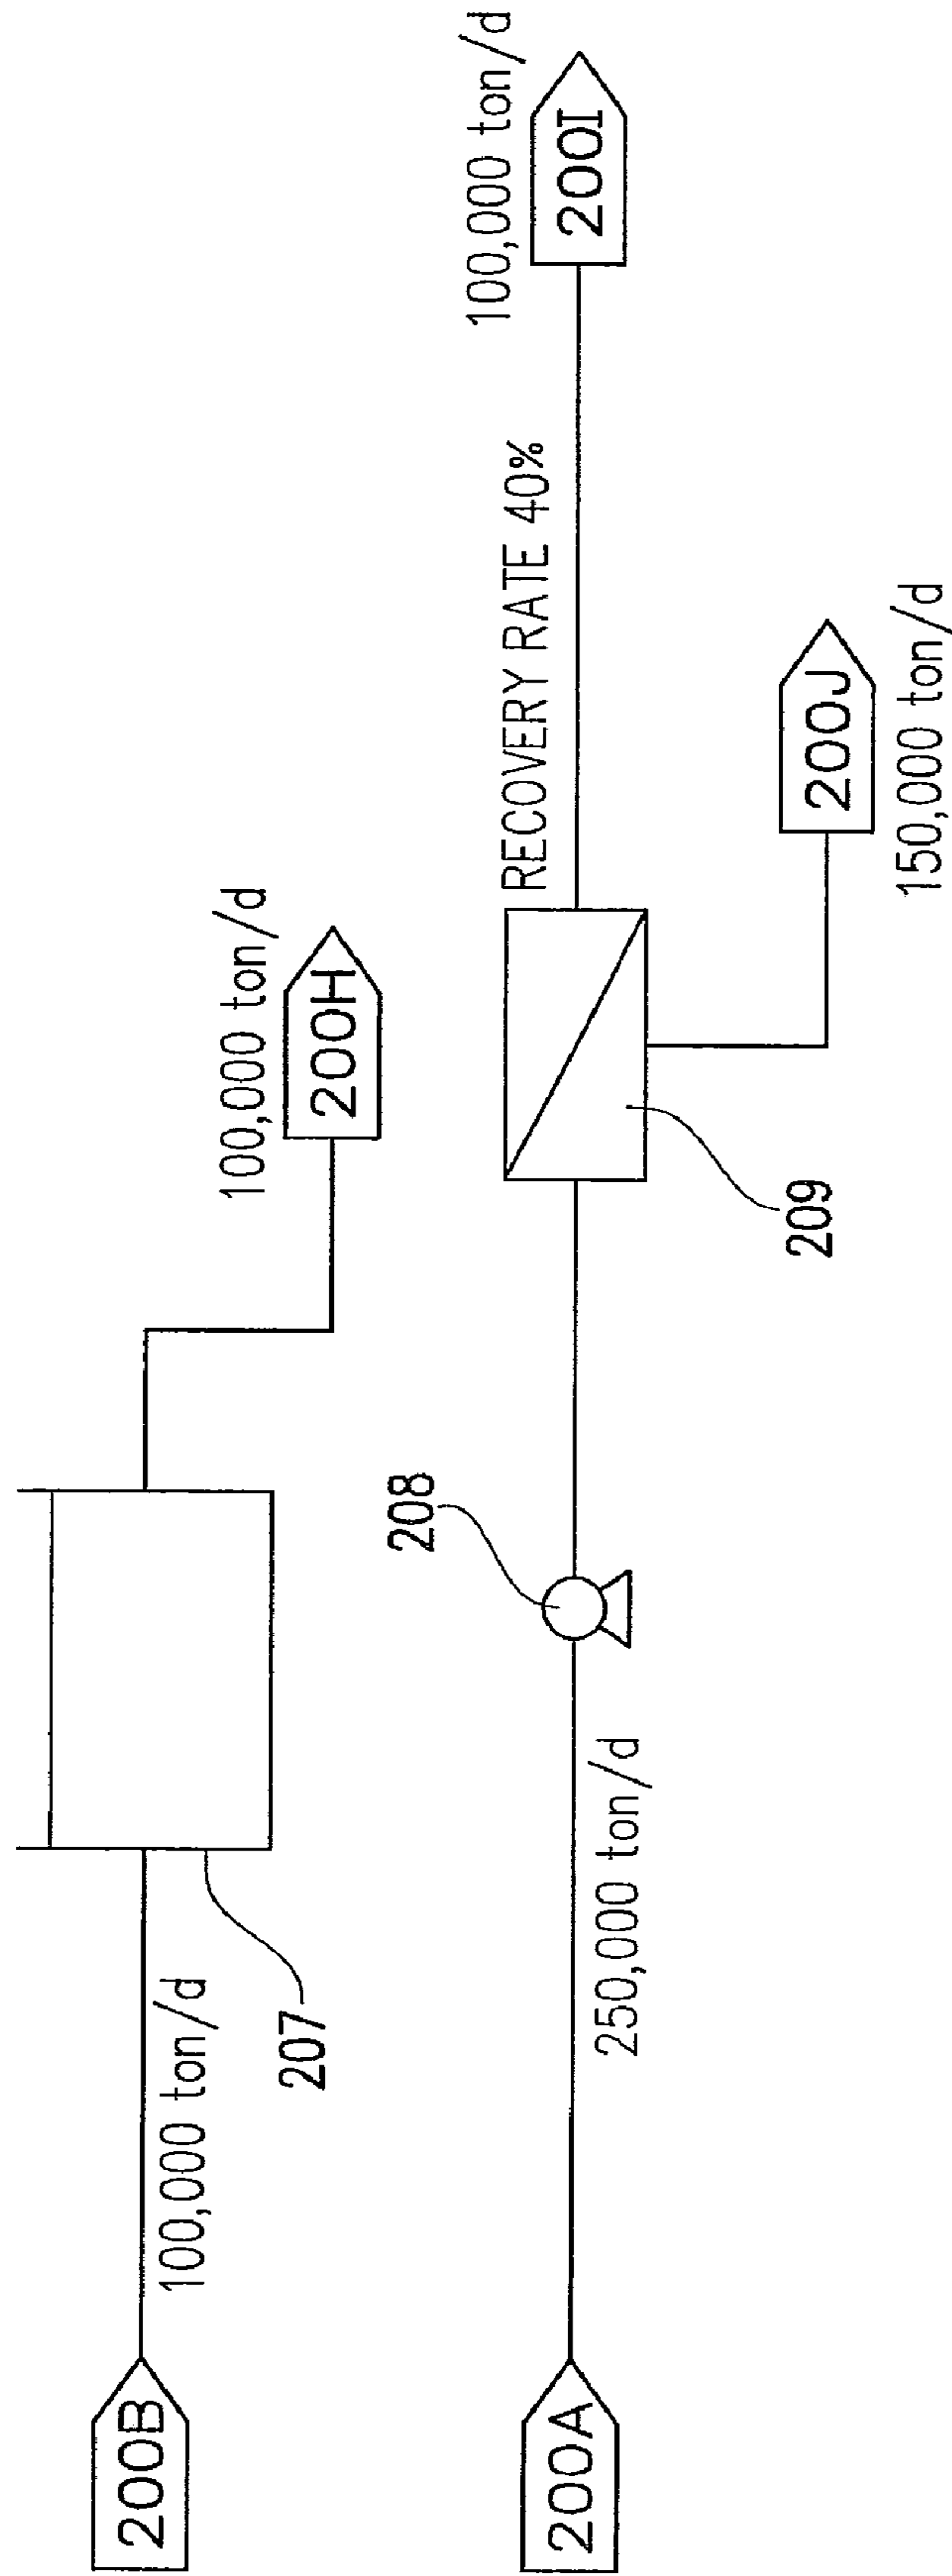 200B
100,000 ton/d
207
100,000 ton/d
200H
200A
250,000 ton/d
208
209
RECOVERY RATE 40%
100,000 ton/d
200I
200J
150,000 ton/d